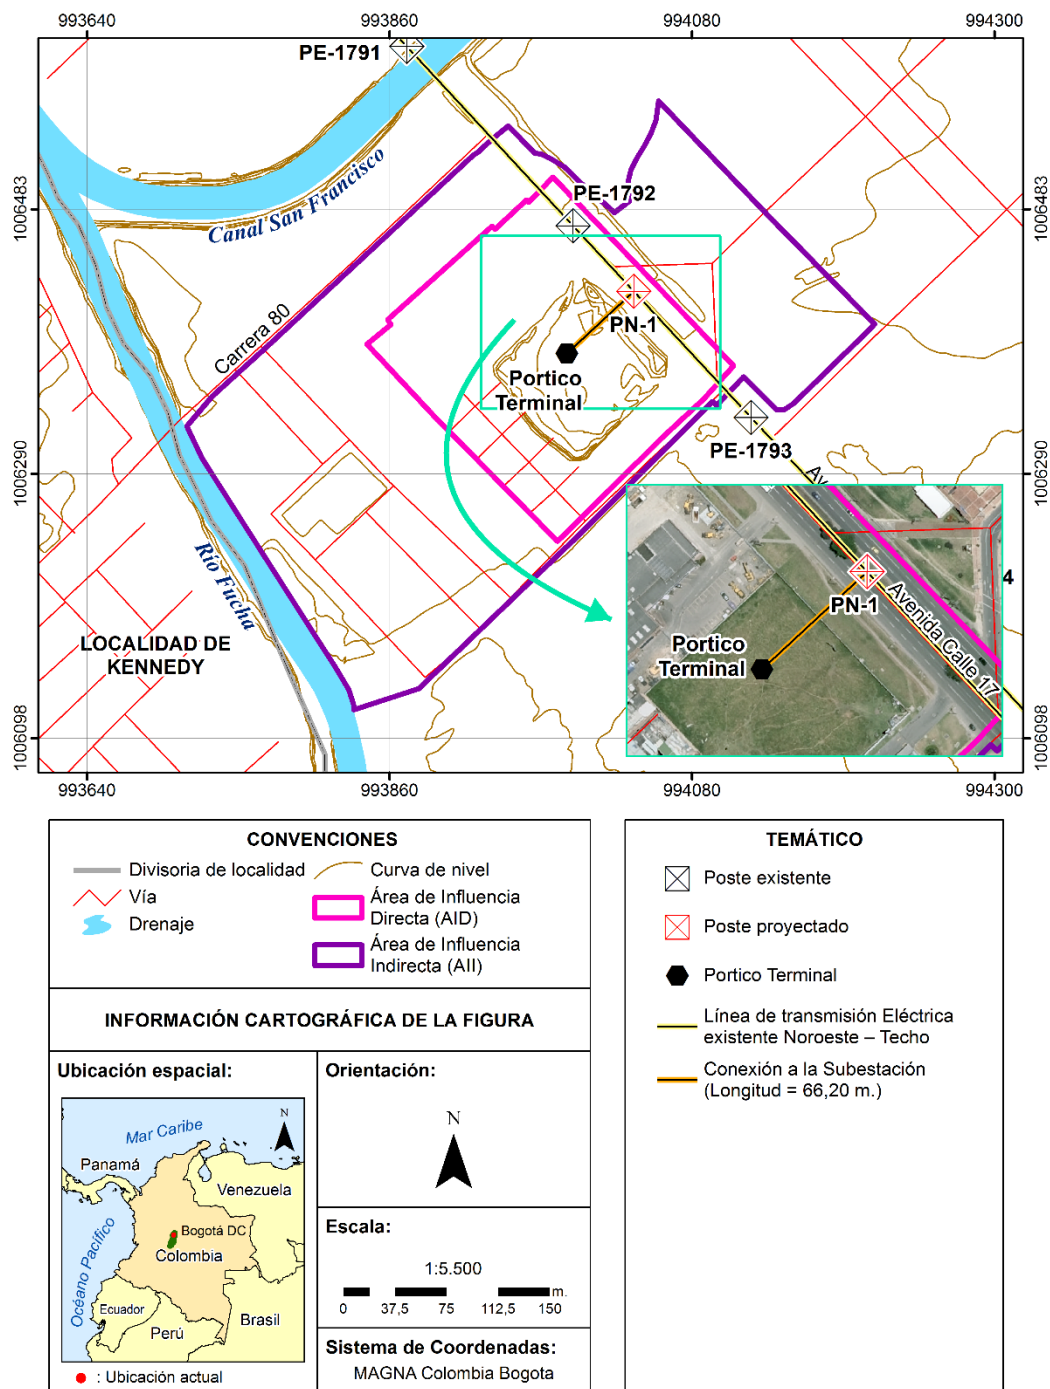 993640
993860
994080
994300
PE-1791
1006483
1006483
Canal San Francisco
PE-1792
Carrera 80
PN-1
Portico
Terminal
PE-1793
1006290
1006290
Av
Río Fucha
LOCALIDAD DE
KENNEDY
4
PN-1
Avenida Calle 17
Portico
Terminal
1006098
1006098
993640
993860
994080
994300
CONVENCIONES
Divisoria de localidad
Vía
Drenaje
Curva de nivel
Área de Influencia
Directa (AID)
Área de Influencia
Indirecta (AII)
INFORMACIÓN CARTOGRÁFICA DE LA FIGURA
Ubicación espacial:
N
Mar Caribe
Panamá
Venezuela
Océano Pacífico
Bogotá DC
Colombia
Ecuador
Perú
Brasil
: Ubicación actual
Orientación:
N
Escala:
1:5.500
0 37,5 75 112,5 150 m.
Sistema de Coordenadas:
MAGNA Colombia Bogota
TEMÁTICO
Poste existente
Poste proyectado
Portico Terminal
Línea de transmisión Eléctrica
existente Noroeste – Techo
Conexión a la Subestación
(Longitud = 66,20 m.)